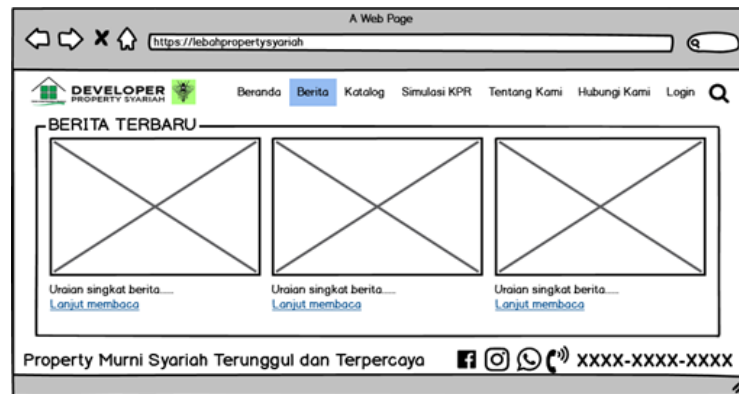 A Web Page
https://lebahpropertysyariah
DEVELOPER
PROPERTY SYARIAH
Beranda Berita Katalog Simulasi KPR Tentang Kami Hubungi Kami Login
BERITA TERBARU
Uraian singkat berita...... Uraian singkat berita...... Uraian singkat berita......
Lanjut membaca Lanjut membaca Lanjut membaca
Property Murni Syariah Terunggul dan Terpercaya XXXX-XXXX-XXXX